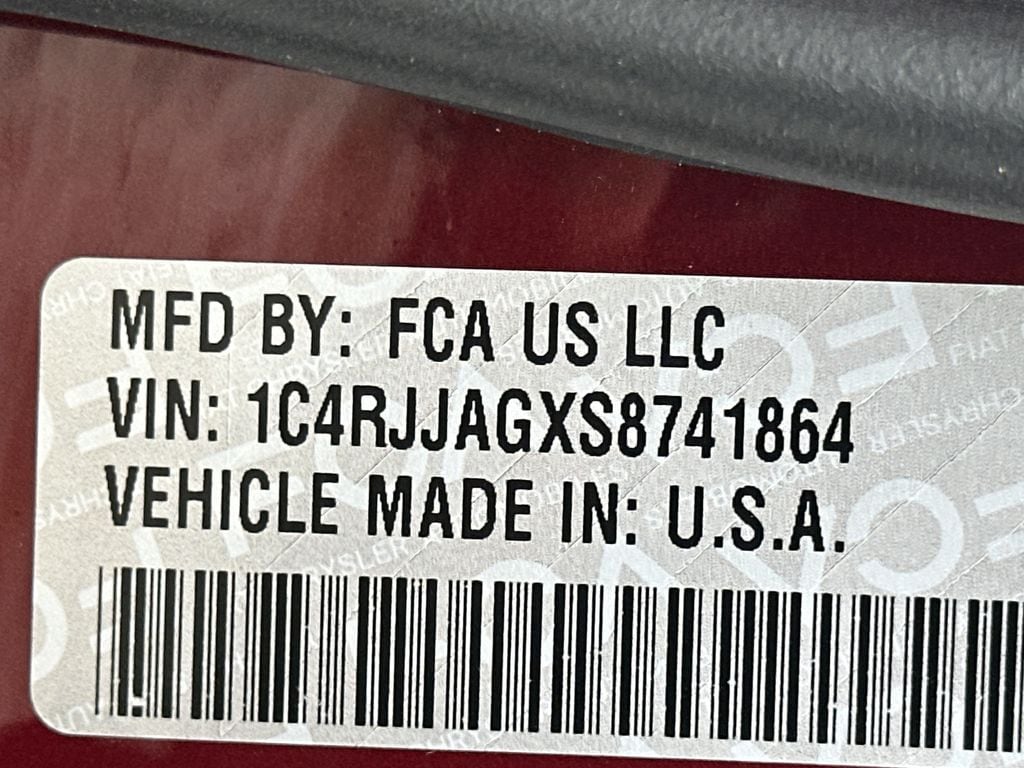 MFD BY: FCA US LLC
VIN: 1C4RJJAGXS8741864
VEHICLE MADE IN: U.S.A.